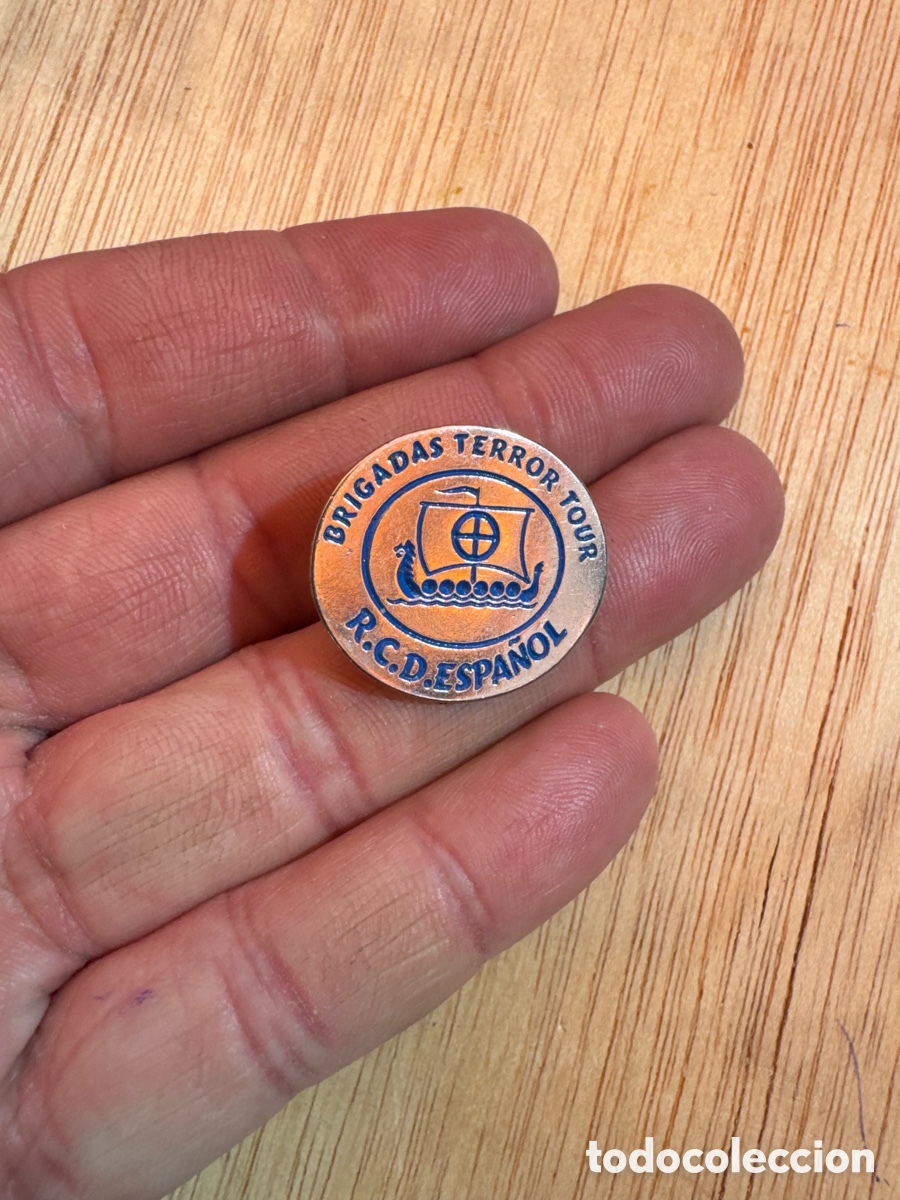 BRIGADAS TERROR TOUR
R.C.D.ESPAÑOL
todocoleccion